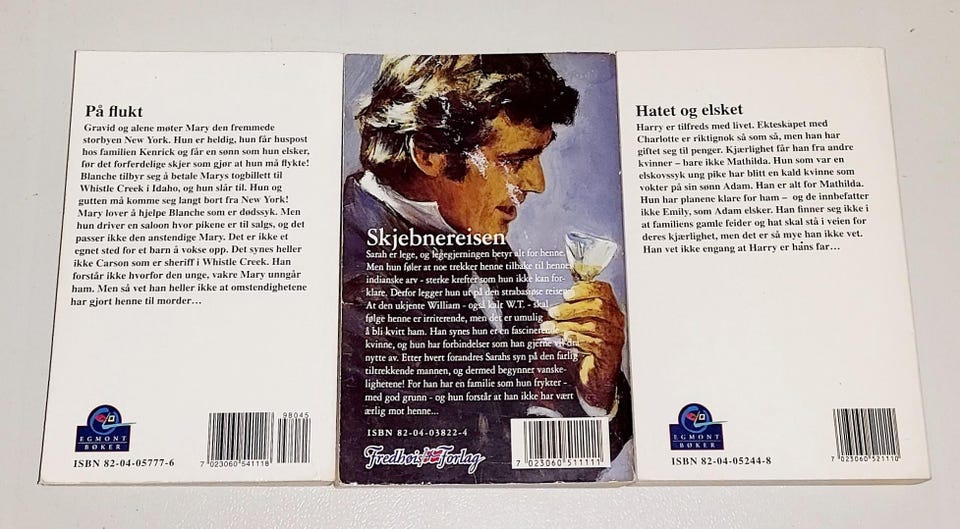 På flukt
Gravid og alene møter Mary den fremmede
storbyen New York. Hun er heldig, hun får huspost
hos familien Kenrick og får en sønn som hun elsker,
før det forferdelige skjer som gjør at hun må flykte!
Blanche tilbyr seg å betale Marys togbillett til
Whistle Creek i Idaho, og hun slår til. Hun og
gutten må komme seg langt bort fra New York!
Mary lover å hjelpe Blanche som er dødssyk. Men
hun driver en saloon hvor pikene er til salgs, og det
passer ikke den anstendige Mary. Det er ikke et
egnet sted for et barn å vokse opp. Det synes heller
ikke Carson som er sheriff i Whistle Creek. Han
forstår ikke hvorfor den unge, vakre Mary unngår
ham. Men så vet han heller ikke at omstendighetene
har gjort henne til morder…
EGMONT
BØKER
ISBN 82-04-05777-6
98045
7 023060 541118
Skjebnereisen
Sarah er lege, og legegjerningen betyr alt for henne.
Men hun føler at noe trekker henne tilbake til hennes
indianske arv - sterke krefter som hun ikke kan for-
klare. Derfor legger hun ut på den strabasiøse reisen.
At den ukjente William - også kalt W.T. - skal
følge henne er irriterende, men det er umulig
å bli kvitt ham. Han synes hun er en fascinerende
kvinne, og hun har forbindelser som han gjerne vil dra
nytte av. Etter hvert forandres Sarahs syn på den farlig
tiltrekkende mannen, og dermed begynner vanske-
lighetene! For han har en familie som hun frykter -
med god grunn - og hun forstår at han ikke har vært
ærlig mot henne...
ISBN 82-04-03822-4
Fredhøis Forlag
7 023060 511111
Hatet og elsket
Harry er tilfreds med livet. Ekteskapet med
Charlotte er riktignok så som så, men han har
giftet seg til penger. Kjærlighet får han fra andre
kvinner – bare ikke Mathilda. Hun som var en
elskovssyk ung pike har blitt en kald kvinne som
vokter på sin sønn Adam. Han er alt for Mathilda.
Hun har planene klare for ham – og de innbefatter
ikke Emily, som Adam elsker. Han finner seg ikke i
at familiens gamle feider og hat skal stå i veien for
deres kjærlighet, men det er så mye han ikke vet.
Han vet ikke engang at Harry er hans far…
EGMONT
BØKER
ISBN 82-04-05244-8
7 023060 521110